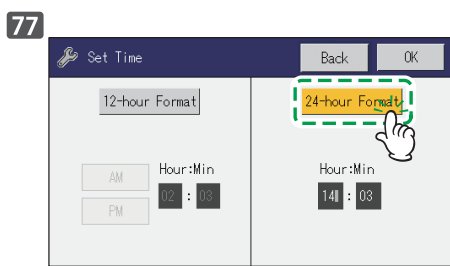 77
Set Time
Back
OK
12-hour Format
24-hour Format
AM
PM
Hour:Min
02 : 03
Hour:Min
14 : 03